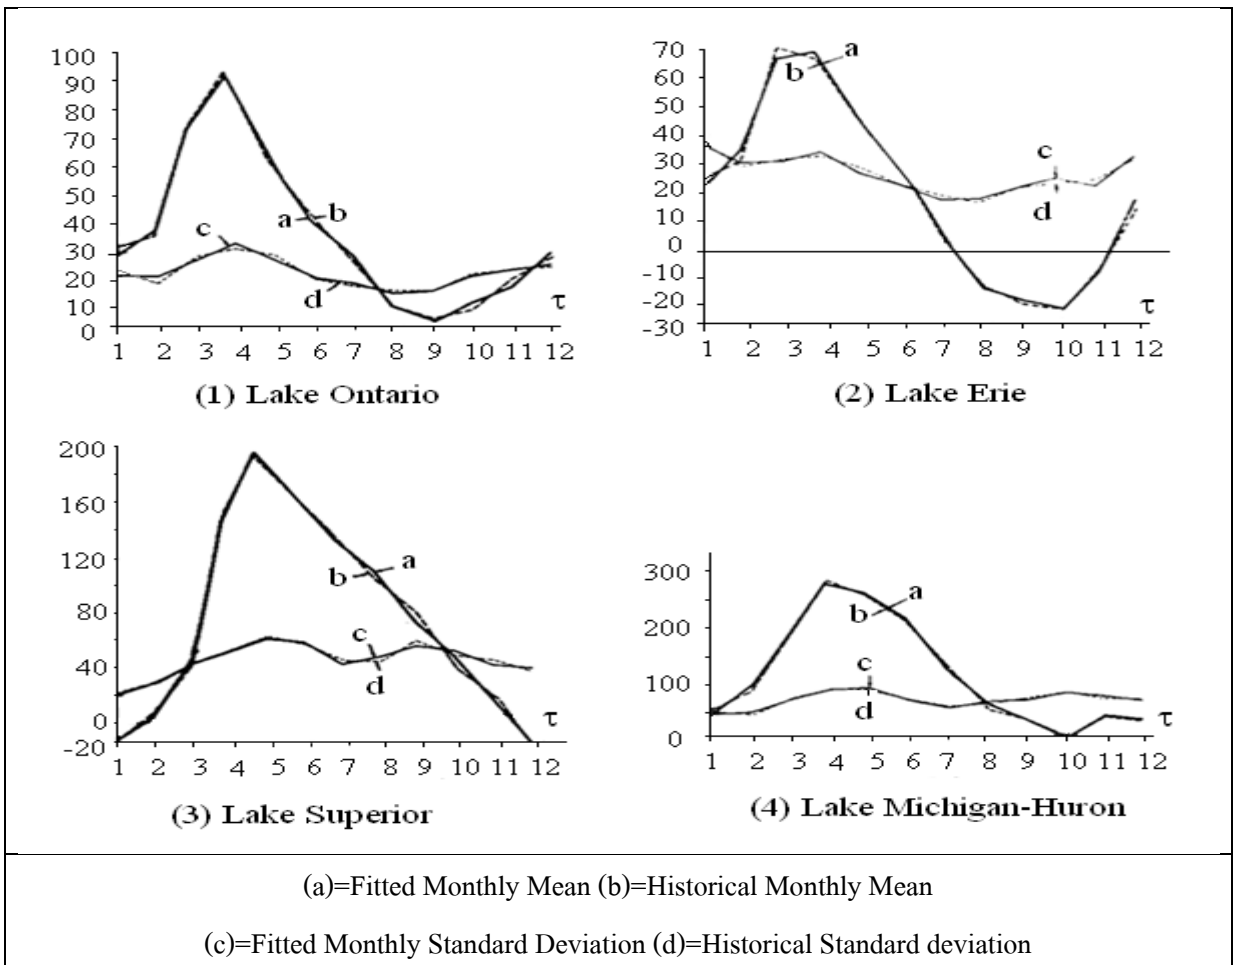 100
90
80
70
60
50
40
30
20
10
0
a b
c
d
τ
1 2 3 4 5 6 7 8 9 10 11 12
(1) Lake Ontario
70
60
50
40
30
20
10
0
-10
-20
-30
a
b
c
d
τ
1 2 3 4 5 6 7 8 9 10 11 12
(2) Lake Erie
200
160
120
80
40
0
-20
a
b
c
d
τ
1 2 3 4 5 6 7 8 9 10 11 12
(3) Lake Superior
300
200
100
0
a
b
c
d
τ
1 2 3 4 5 6 7 8 9 10 11 12
(4) Lake Michigan-Huron
(a)=Fitted Monthly Mean (b)=Historical Monthly Mean
(c)=Fitted Monthly Standard Deviation (d)=Historical Standard deviation